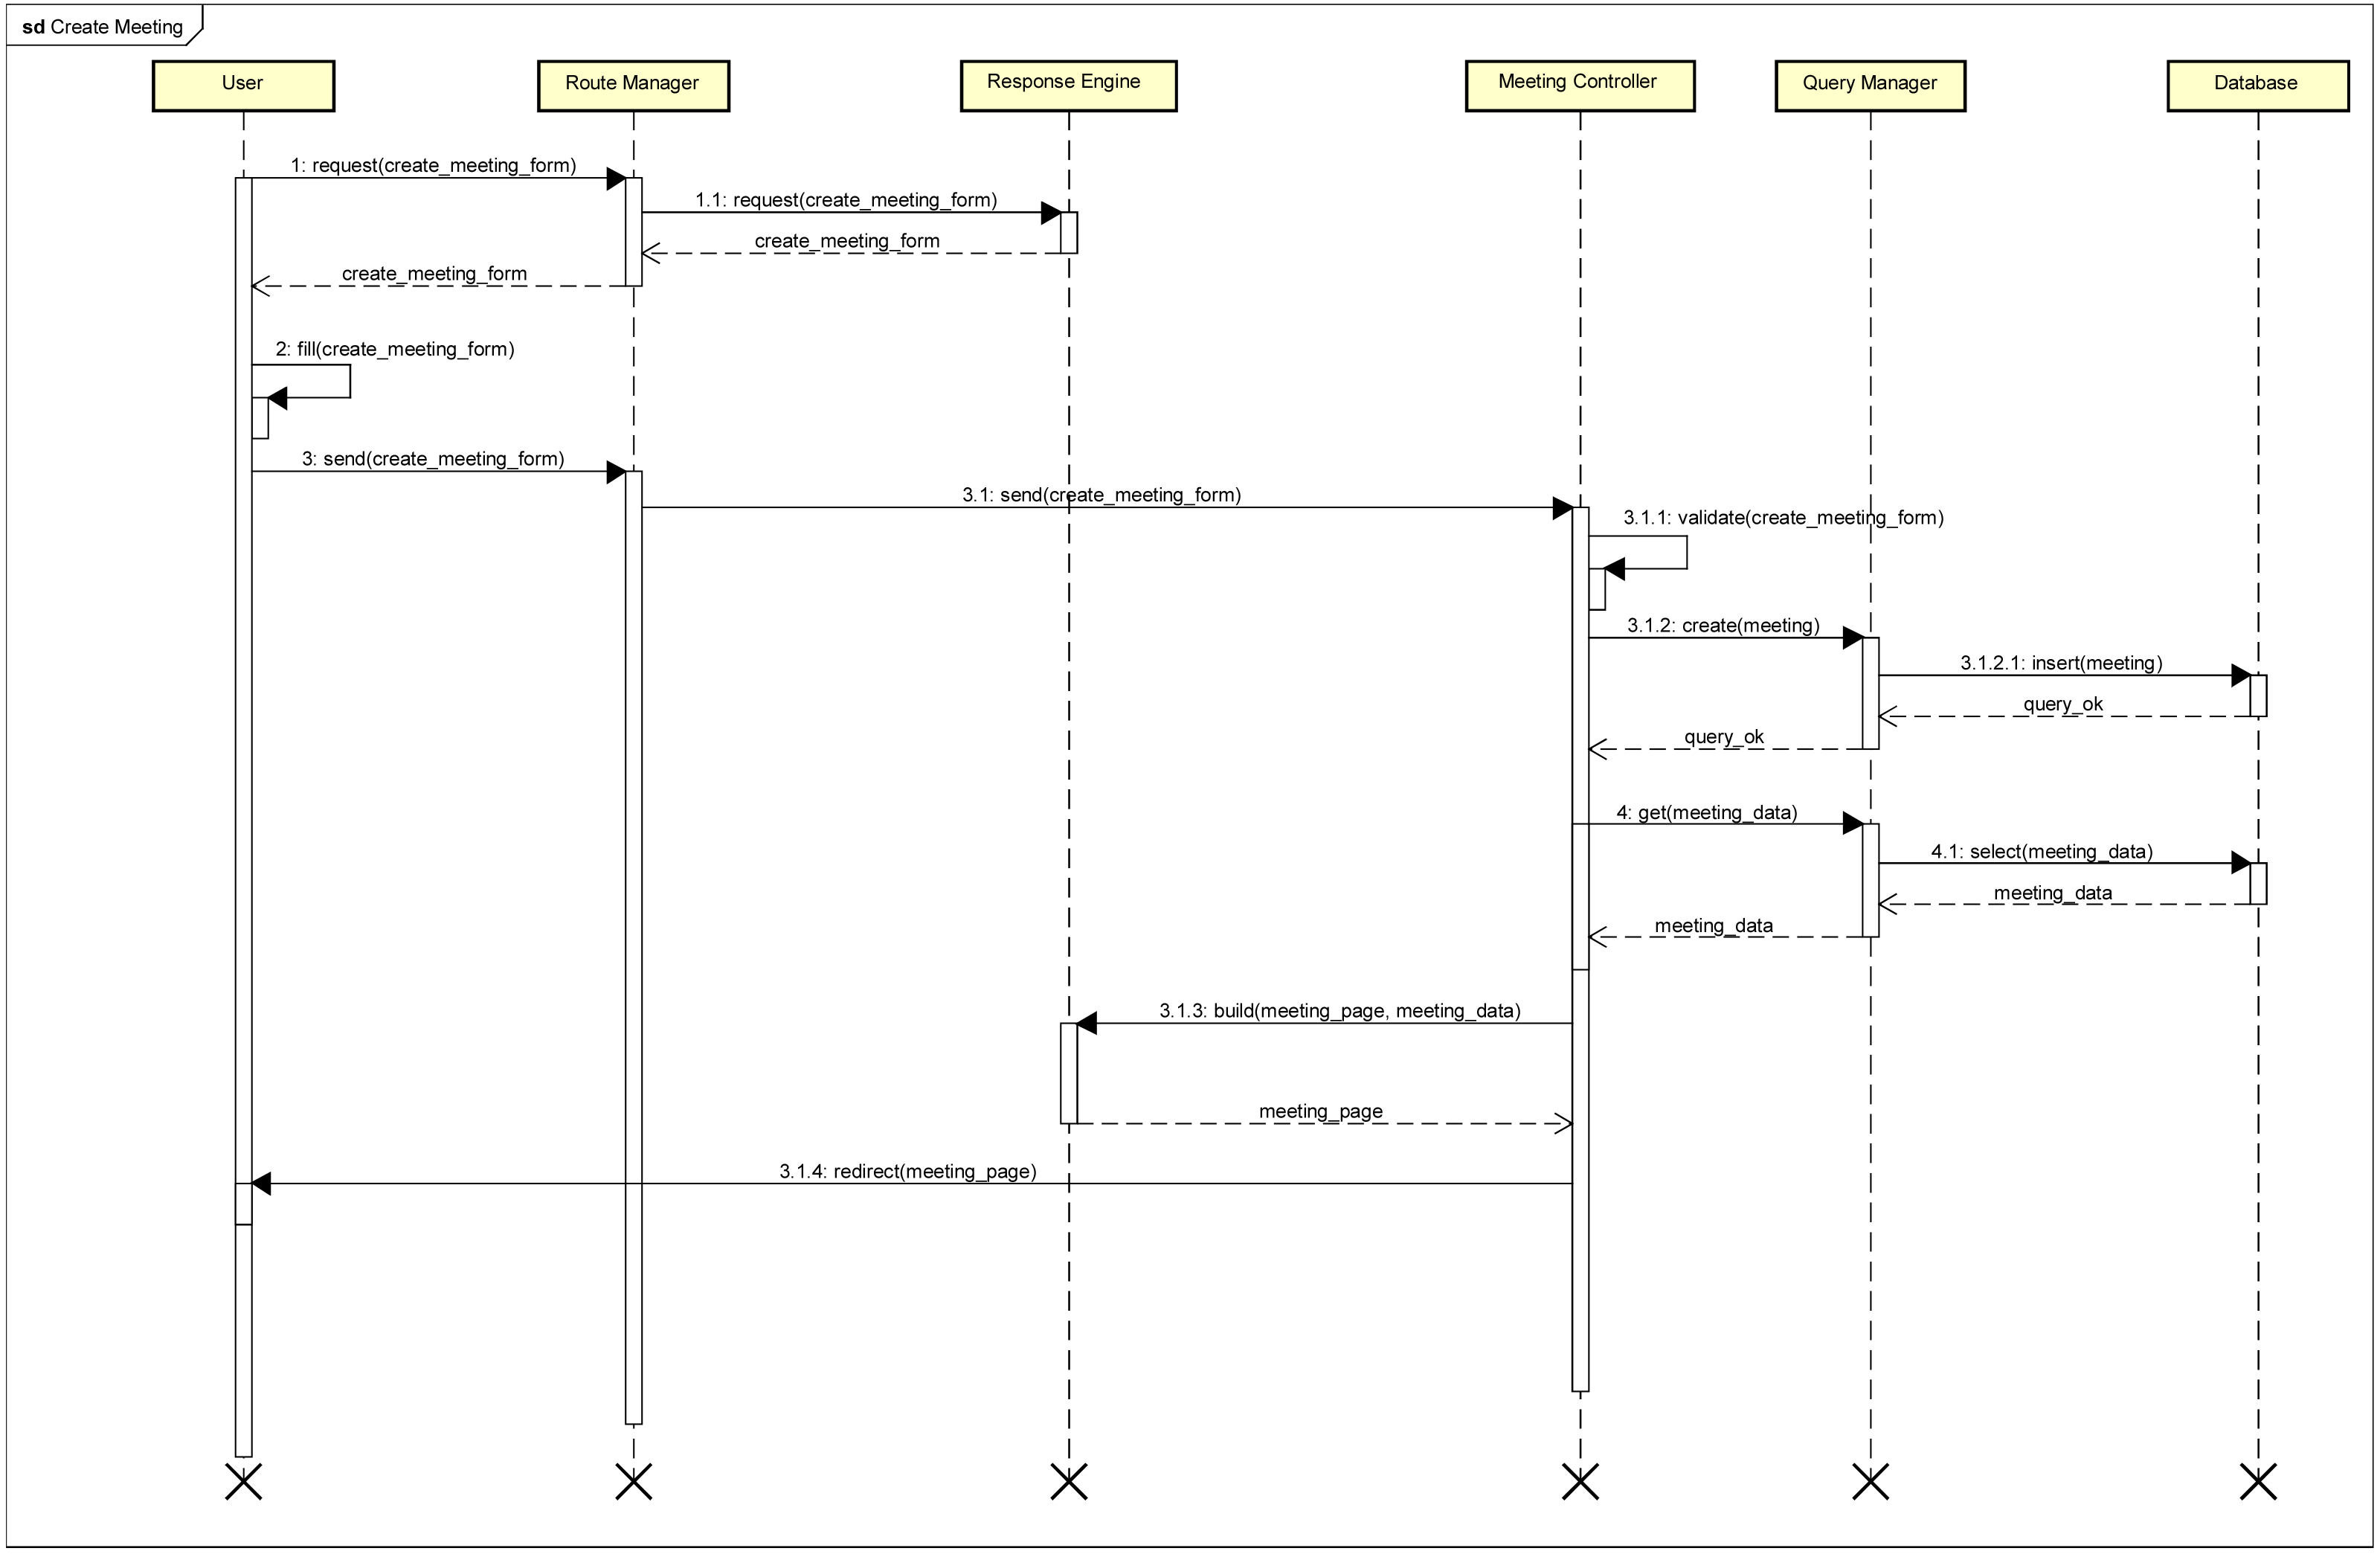 sd Create Meeting
User
Route Manager
Response Engine
Meeting Controller
Query Manager
Database
1: request(create_meeting_form)
1.1: request(create_meeting_form)
create_meeting_form
create_meeting_form
2: fill(create_meeting_form)
3: send(create_meeting_form)
3.1: send(create_meeting_form)
3.1.1: validate(create_meeting_form)
3.1.2: create(meeting)
3.1.2.1: insert(meeting)
query_ok
query_ok
4: get(meeting_data)
4.1: select(meeting_data)
meeting_data
meeting_data
3.1.3: build(meeting_page, meeting_data)
meeting_page
3.1.4: redirect(meeting_page)